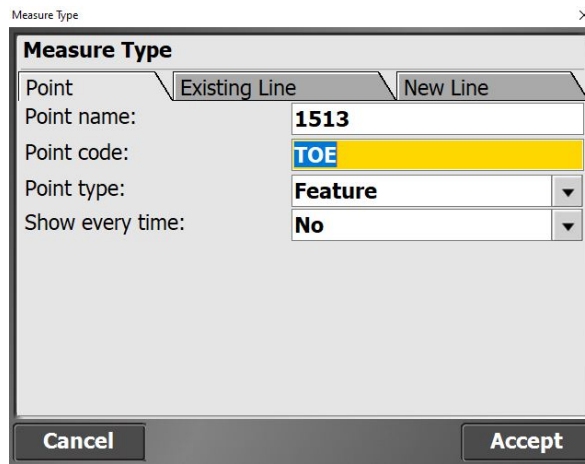 Measure Type
Measure Type
Point Existing Line New Line
Point name: 1513
Point code: TOE
Point type: Feature
Show every time: No
Cancel Accept